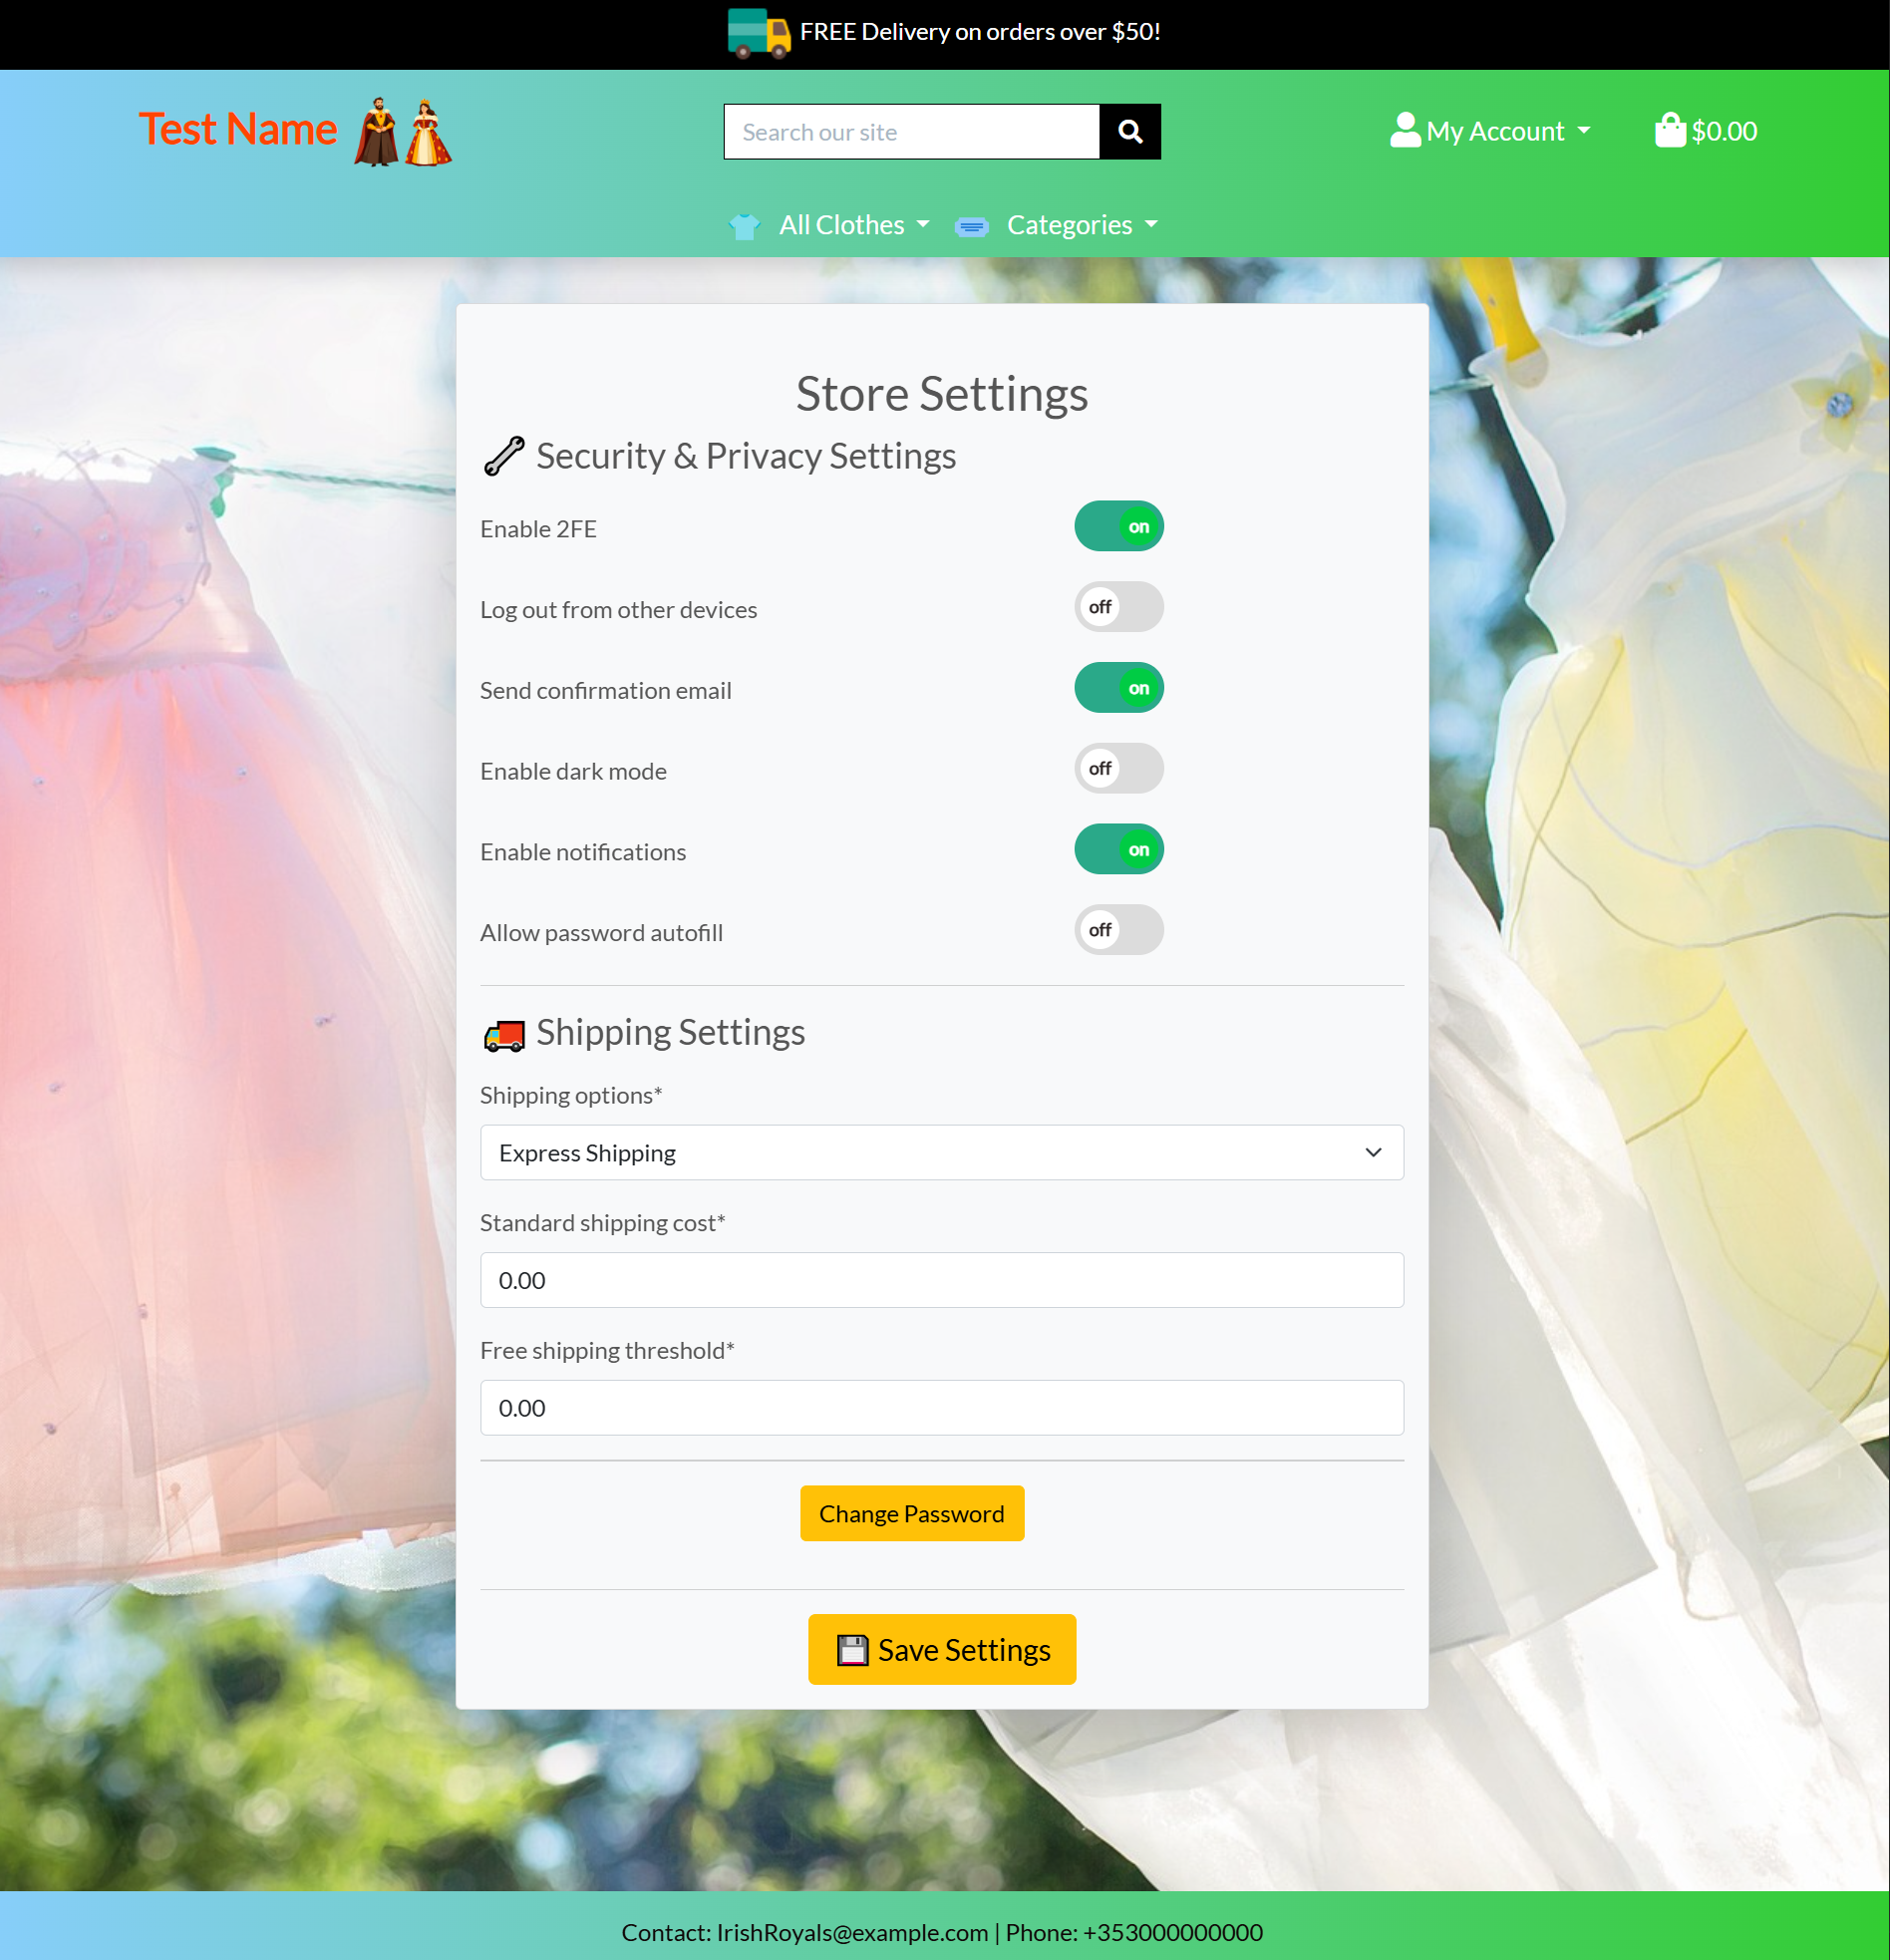 FREE Delivery on orders over $50!
Test Name
Search our site
My Account
$0.00
All Clothes
Categories
Store Settings
Security & Privacy Settings
Enable 2FE
on
Log out from other devices
off
Send confirmation email
on
Enable dark mode
off
Enable notifications
on
Allow password autofill
off
Shipping Settings
Shipping options*
Express Shipping
Standard shipping cost*
0.00
Free shipping threshold*
0.00
Change Password
Save Settings
Contact: IrishRoyals@example.com | Phone: +353000000000